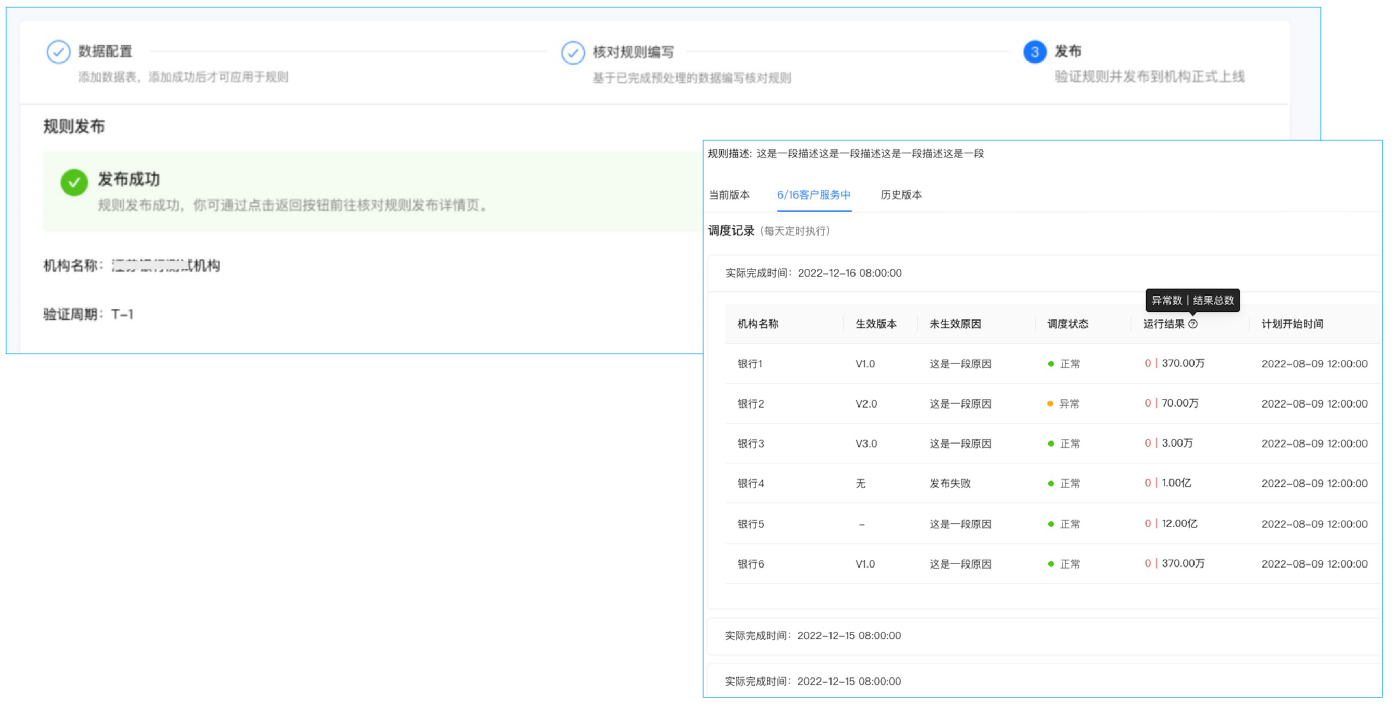 数据配置
添加数据表，添加成功后才可应用于规则
核对规则编写
基于已完成预处理的数据编写核对规则
3 发布
验证规则并发布到机构正式上线
规则发布
发布成功
规则发布成功，你可通过点击返回按钮前往核对规则发布详情页。
机构名称： 机构
验证周期：T-1
规则描述: 这是一段描述这是一段描述这是一段描述这是一段
当前版本 6/16客户服务中 历史版本
调度记录 (每天定时执行)
实际完成时间：2022-12-16 08:00:00
异常数 | 结果总数
机构名称 生效版本 未生效原因 调度状态 运行结果 计划开始时间
银行1 V1.0 这是一段原因 正常 0 | 370.00万 2022-08-09 12:00:00
银行2 V2.0 这是一段原因 异常 0 | 70.00万 2022-08-09 12:00:00
银行3 V3.0 这是一段原因 正常 0 | 3.00万 2022-08-09 12:00:00
银行4 无 发布失败 正常 0 | 1.00亿 2022-08-09 12:00:00
银行5 - 这是一段原因 正常 0 | 12.00亿 2022-08-09 12:00:00
银行6 V1.0 这是一段原因 正常 0 | 370.00万 2022-08-09 12:00:00
实际完成时间：2022-12-15 08:00:00
实际完成时间：2022-12-15 08:00:00